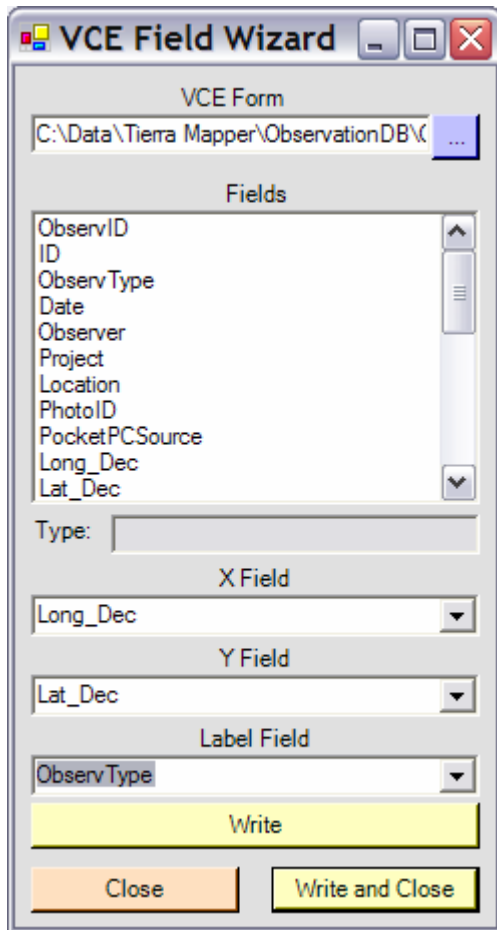 VCE Field Wizard
VCE Form
C:\Data\Tierra Mapper\ObservationDB\(
...
Fields
ObservID
ID
ObservType
Date
Observer
Project
Location
PhotoID
PocketPCSource
Long_Dec
Lat_Dec
Type:
X Field
Long_Dec
Y Field
Lat_Dec
Label Field
ObservType
Write
Close Write and Close